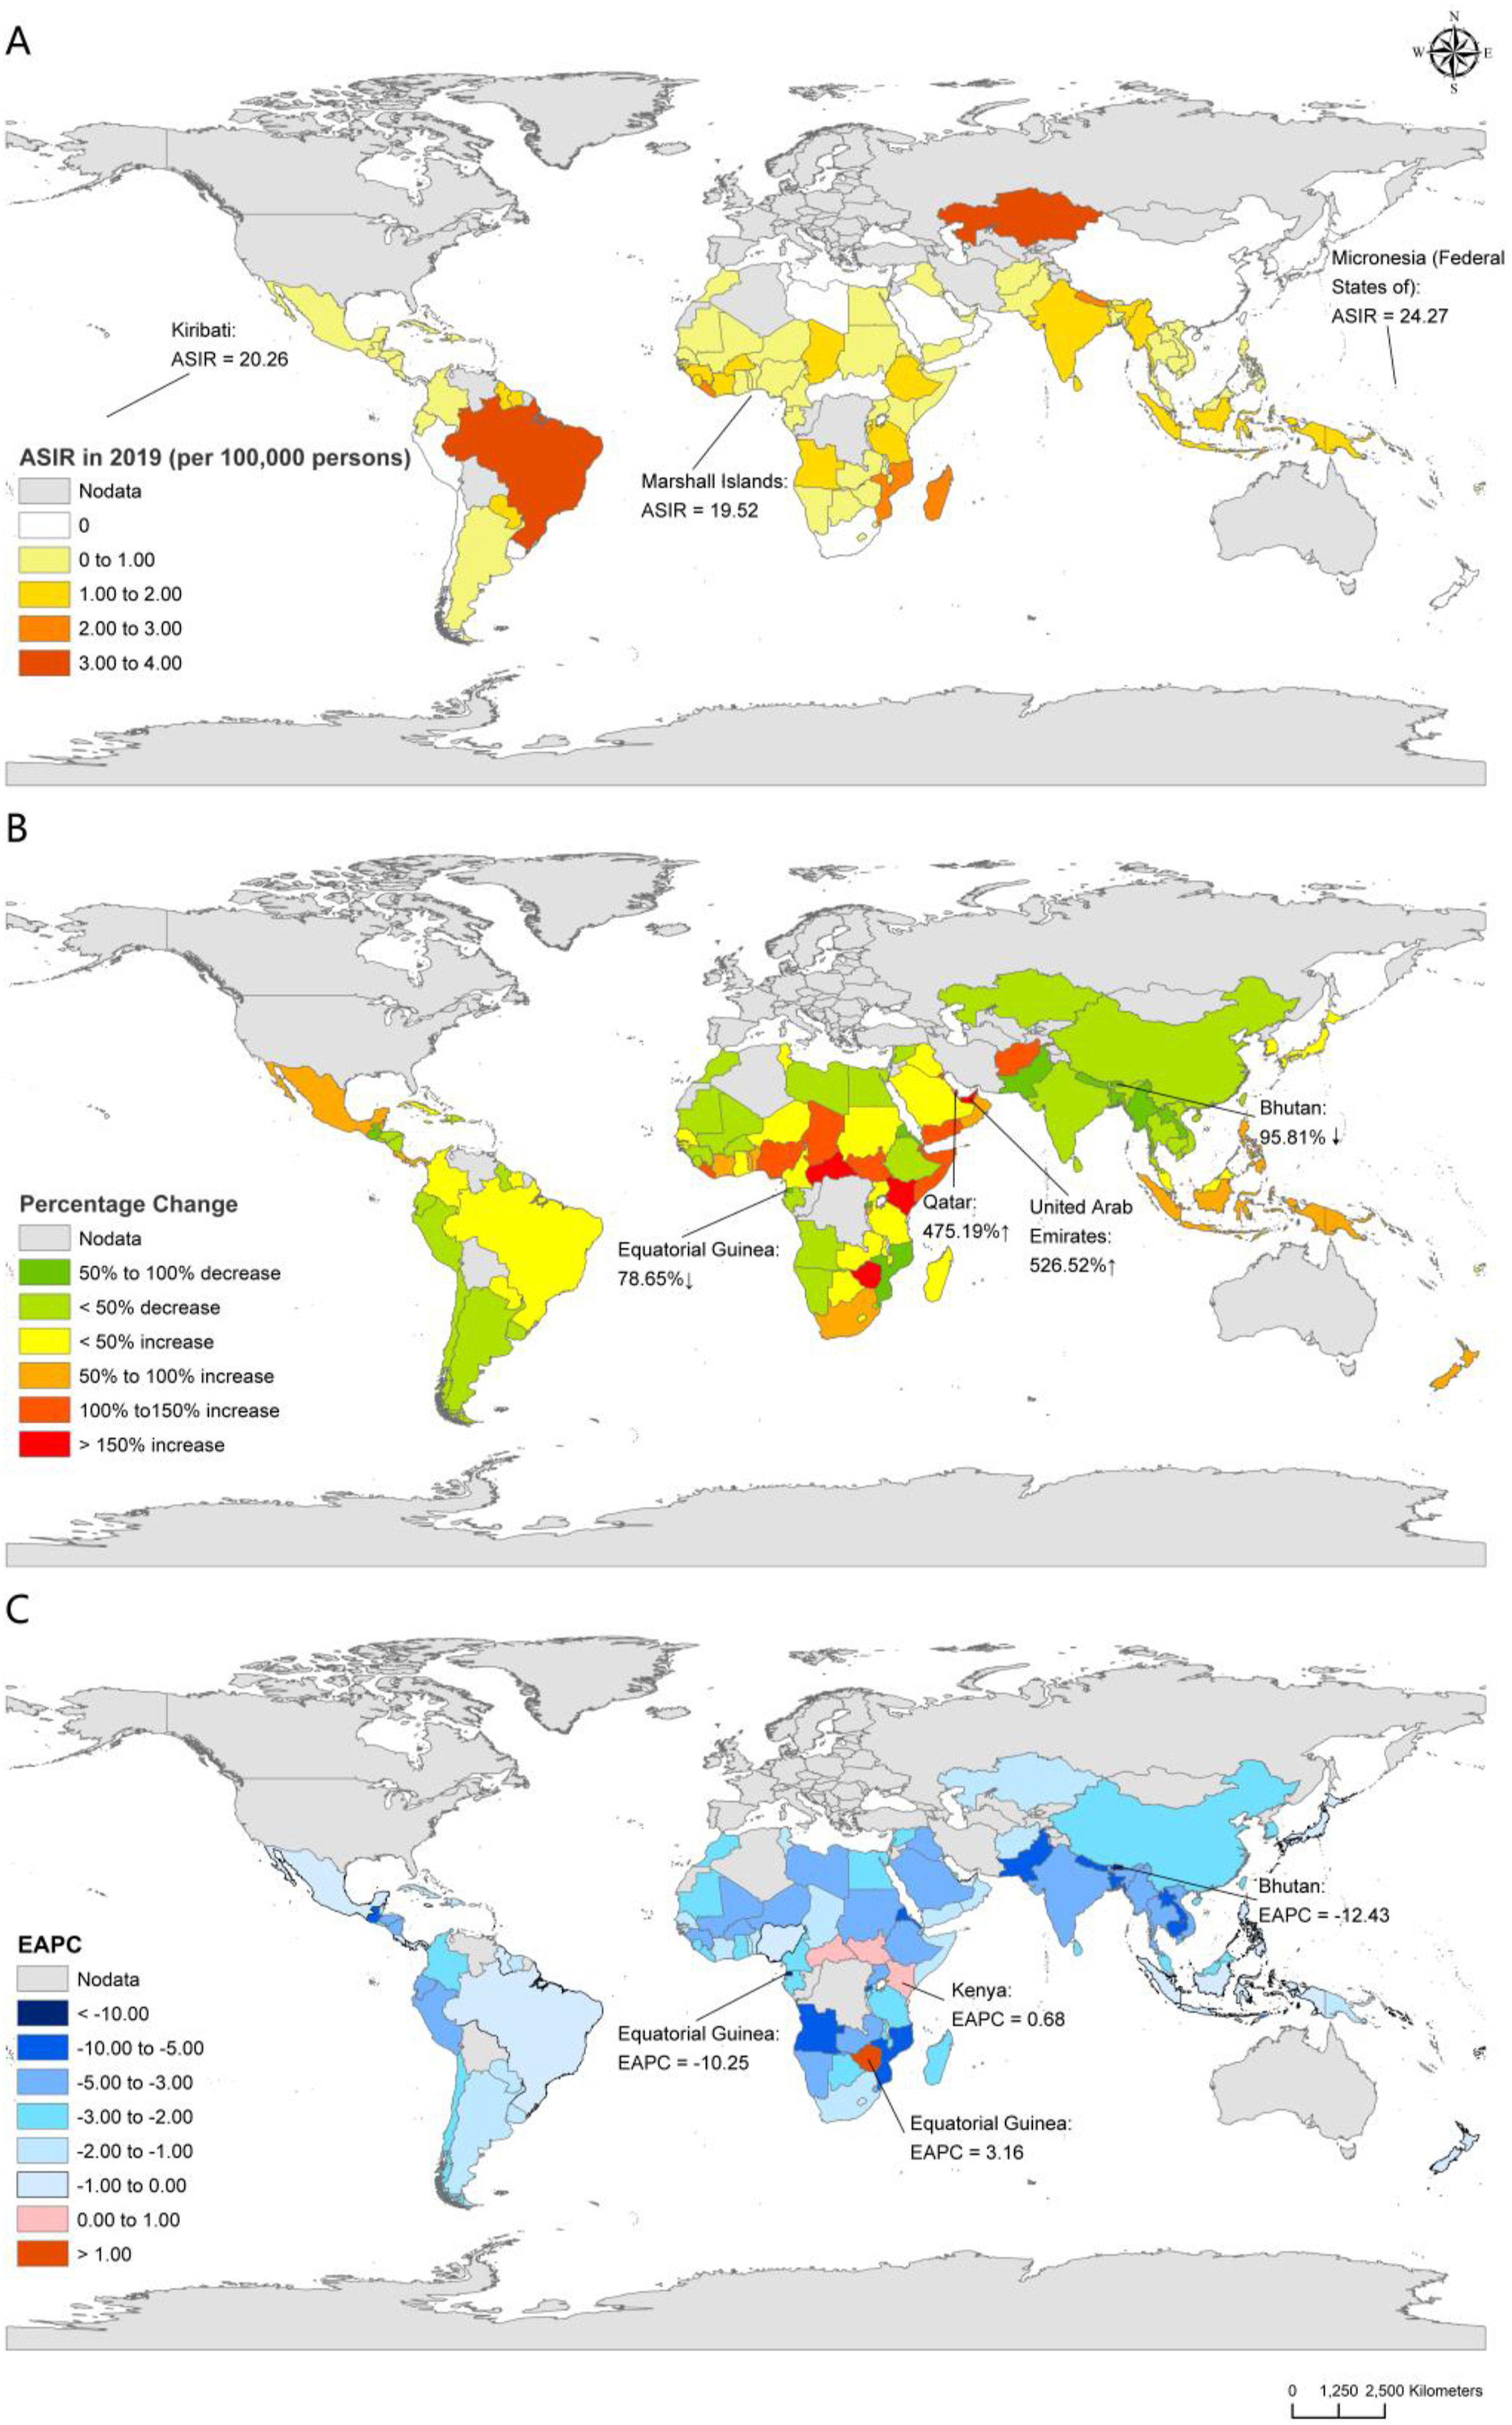 A
N
W E
S
Micronesia (Federal
States of):
ASIR = 24.27
Kiribati:
ASIR = 20.26
Marshall Islands:
ASIR = 19.52
ASIR in 2019 (per 100,000 persons)
Nodata
0
0 to 1.00
1.00 to 2.00
2.00 to 3.00
3.00 to 4.00
B
Bhutan:
95.81% ↓
Qatar:
475.19%↑
United Arab
Emirates:
526.52%↑
Equatorial Guinea:
78.65%↓
Percentage Change
Nodata
50% to 100% decrease
< 50% decrease
< 50% increase
50% to 100% increase
100% to150% increase
> 150% increase
C
Bhutan:
EAPC = -12.43
Kenya:
EAPC = 0.68
Equatorial Guinea:
EAPC = -10.25
Equatorial Guinea:
EAPC = 3.16
EAPC
Nodata
< -10.00
-10.00 to -5.00
-5.00 to -3.00
-3.00 to -2.00
-2.00 to -1.00
-1.00 to 0.00
0.00 to 1.00
> 1.00
0 1,250 2,500 Kilometers